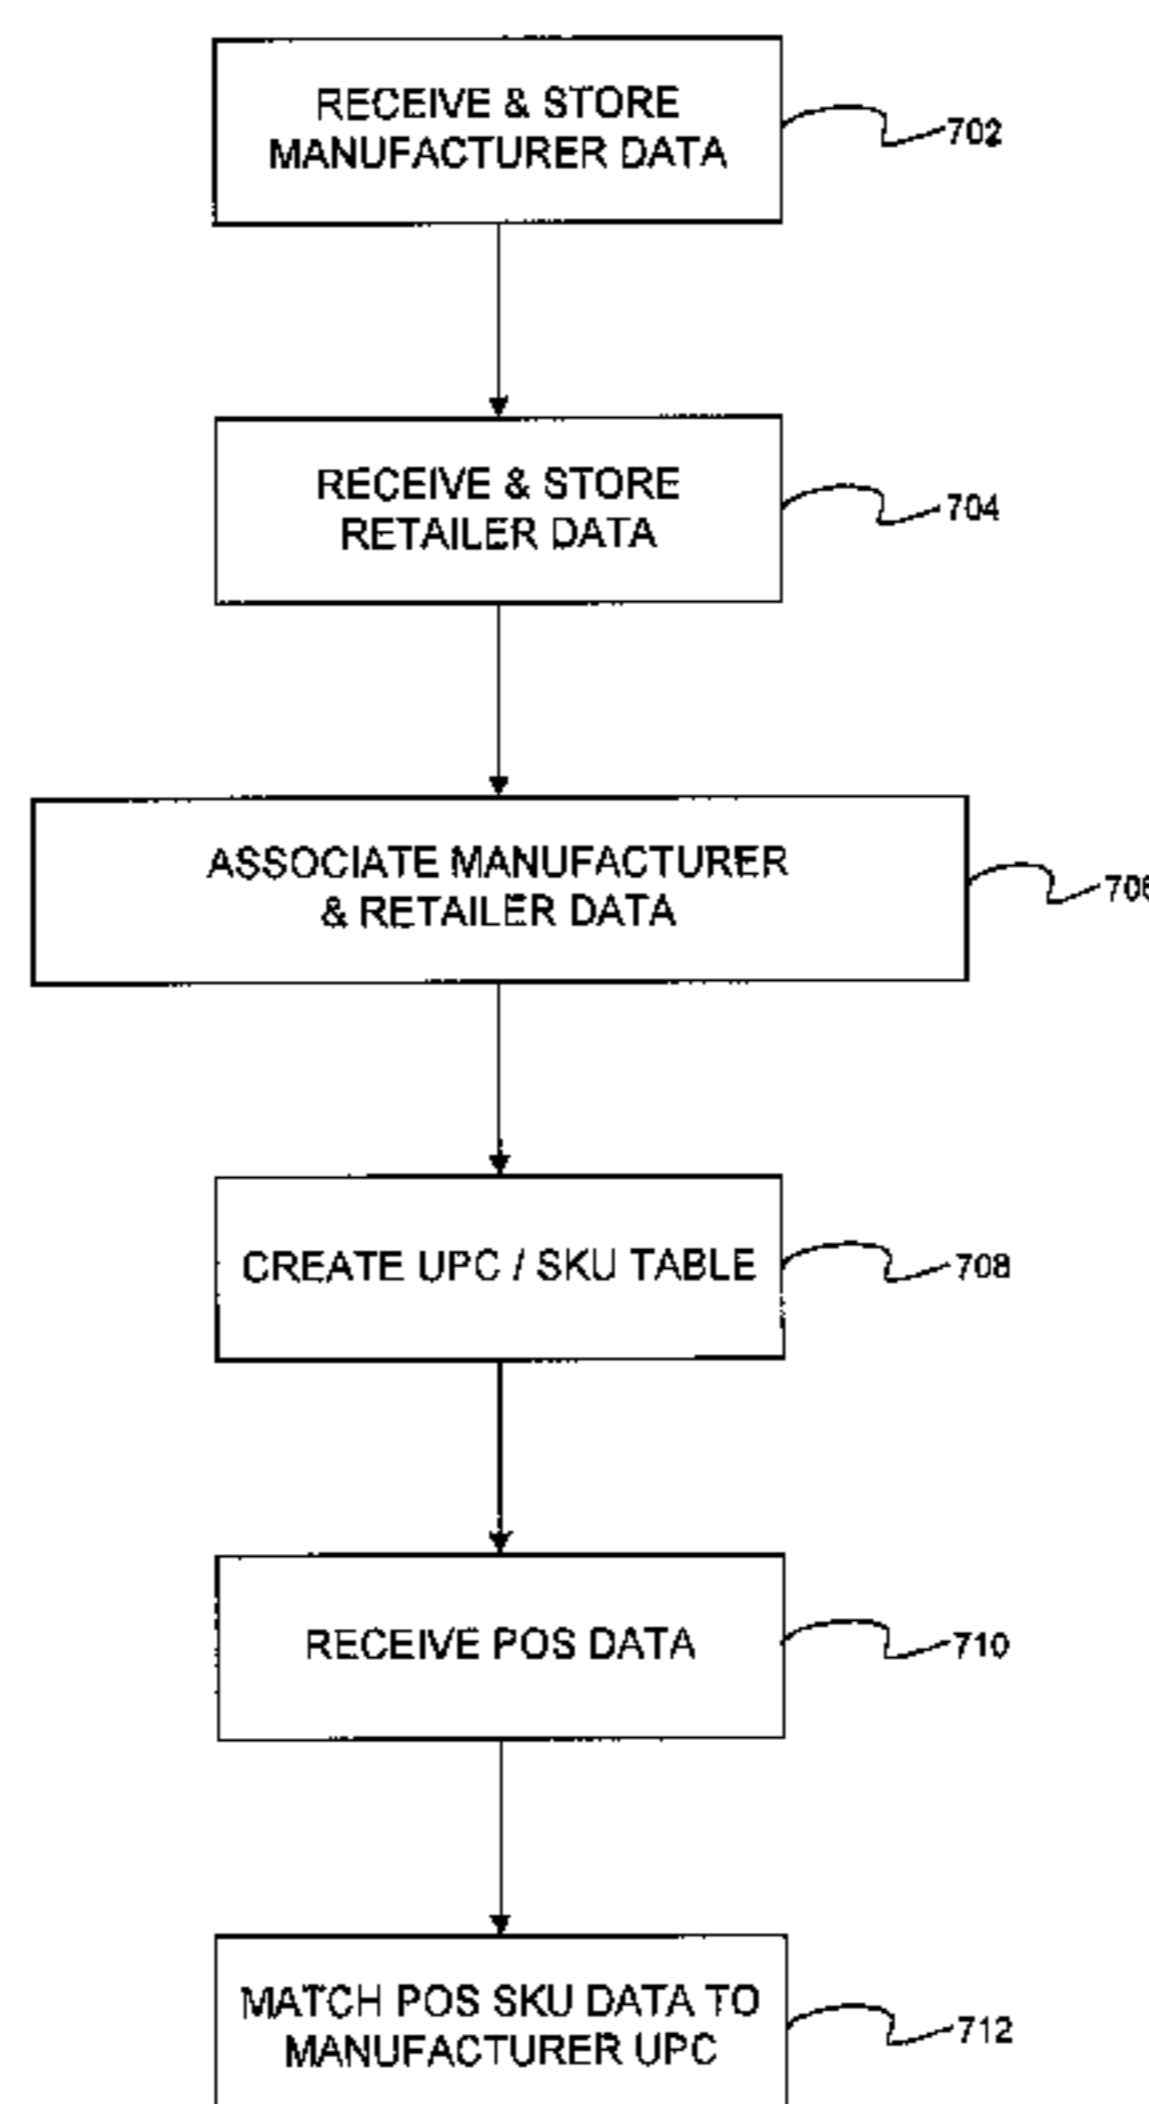 RECEIVE & STORE
MANUFACTURER DATA
702
RECEIVE & STORE
RETAILER DATA
704
ASSOCIATE MANUFACTURER
& RETAILER DATA
706
CREATE UPC / SKU TABLE
708
RECEIVE POS DATA
710
MATCH POS SKU DATA TO
MANUFACTURER UPC
712